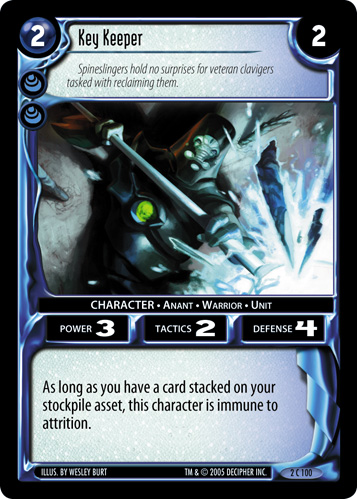 2 Key Keeper 2
Spineslingers hold no surprises for veteran clavigers
tasked with reclaiming them.
CHARACTER • ANANT • WARRIOR • UNIT
POWER 3 TACTICS 2 DEFENSE 4
As long as you have a card stacked on your
stockpile asset, this character is immune to
attrition.
ILLUS. BY WESLEY BURT TM & © 2005 DECIPHER INC. 2 C 100